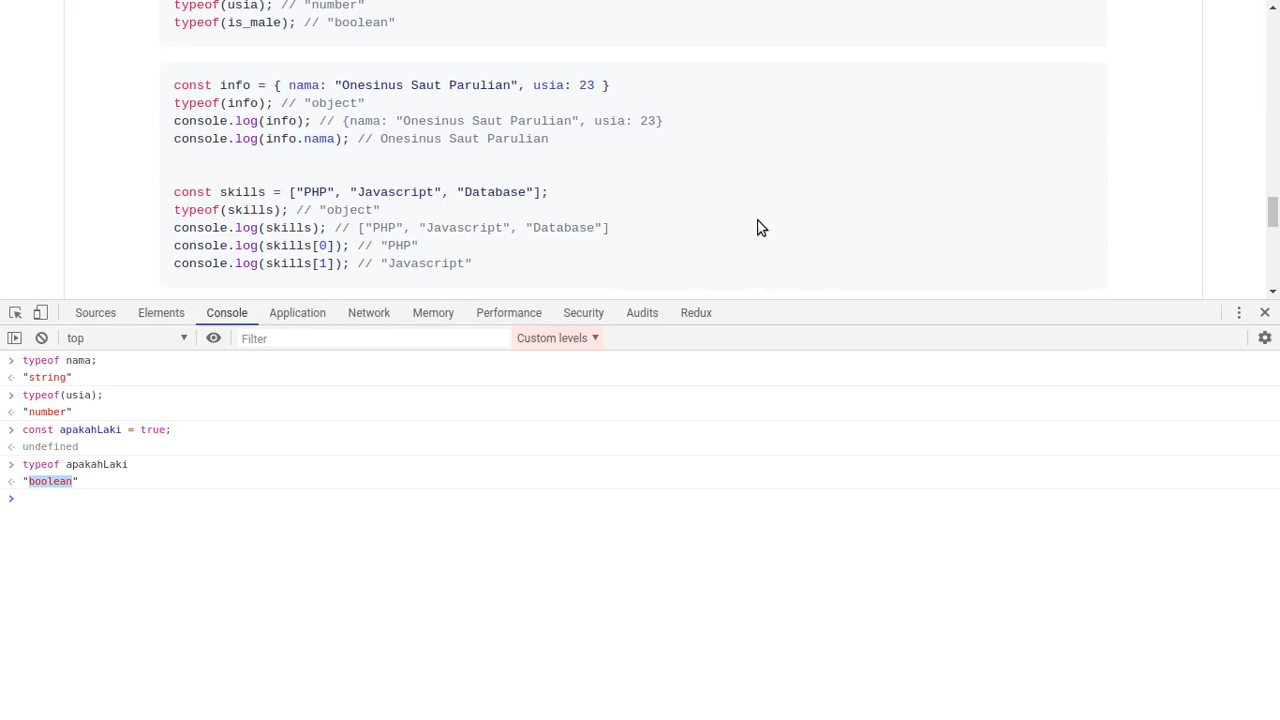 typeof(usia); // "number"
typeof(is_male); // "boolean"
const info = { nama: "Onesinus Saut Parulian", usia: 23 }
typeof(info); // "object"
console.log(info); // {nama: "Onesinus Saut Parulian", usia: 23}
console.log(info.nama); // Onesinus Saut Parulian
const skills = ["PHP", "Javascript", "Database"];
typeof(skills); // "object"
console.log(skills); // ["PHP", "Javascript", "Database"]
console.log(skills[0]); // "PHP"
console.log(skills[1]); // "Javascript"
Sources Elements Console Application Network Memory Performance Security Audits Redux
top Filter Custom levels
typeof nama;
"string"
typeof(usia);
"number"
const apakahLaki = true;
undefined
typeof apakahLaki
"boolean"